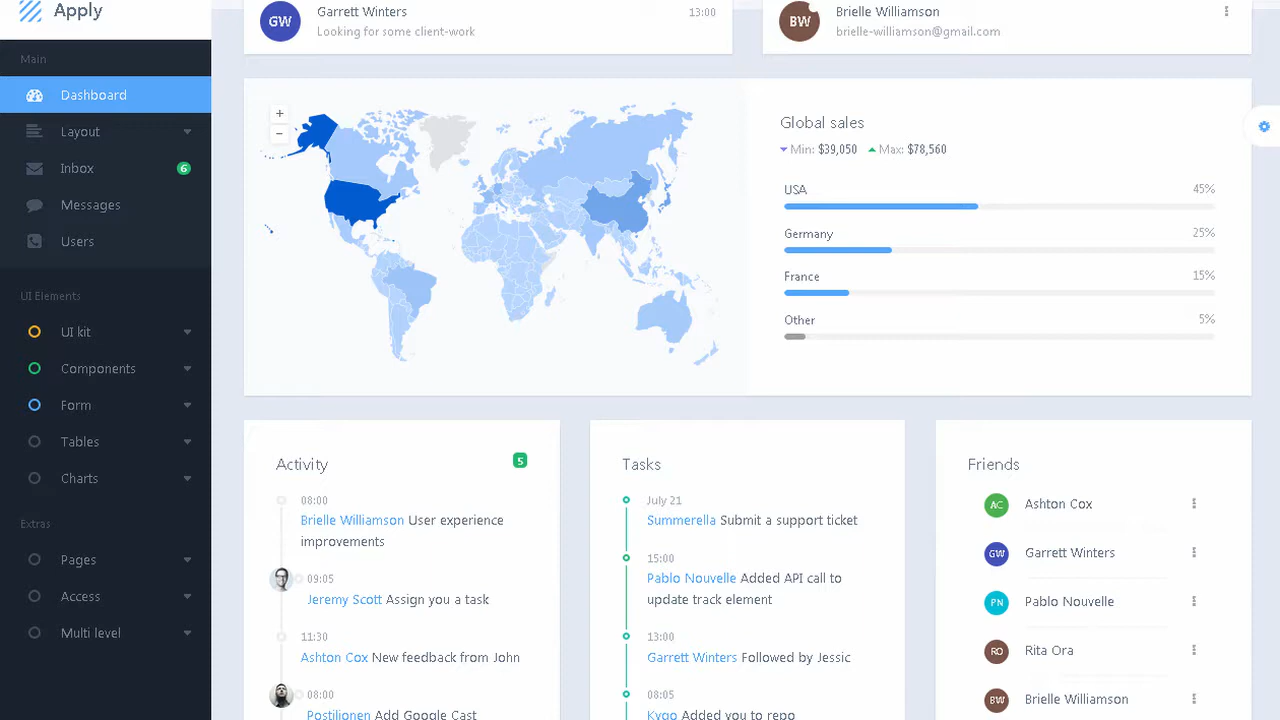 Apply
Main
Dashboard
Layout
Inbox 6
Messages
Users
UI Elements
UI kit
Components
Form
Tables
Charts
Extras
Pages
Access
Multi level
GW Garrett Winters 13:00
Looking for some client-work
BW Brielle Williamson
brielle-williamson@gmail.com
+
−
Global sales
Min: $39,050 Max: $78,560
USA 45%
Germany 25%
France 15%
Other 5%
Activity 5
08:00
Brielle Williamson User experience
improvements
09:05
Jeremy Scott Assign you a task
11:30
Ashton Cox New feedback from John
08:00
Postiljonen Add Google Cast
Tasks
July 21
Summerella Submit a support ticket
15:00
Pablo Nouvelle Added API call to
update track element
13:00
Garrett Winters Followed by Jessic
08:05
Kygo Added you to repo
Friends
AC Ashton Cox
GW Garrett Winters
PN Pablo Nouvelle
RO Rita Ora
BW Brielle Williamson